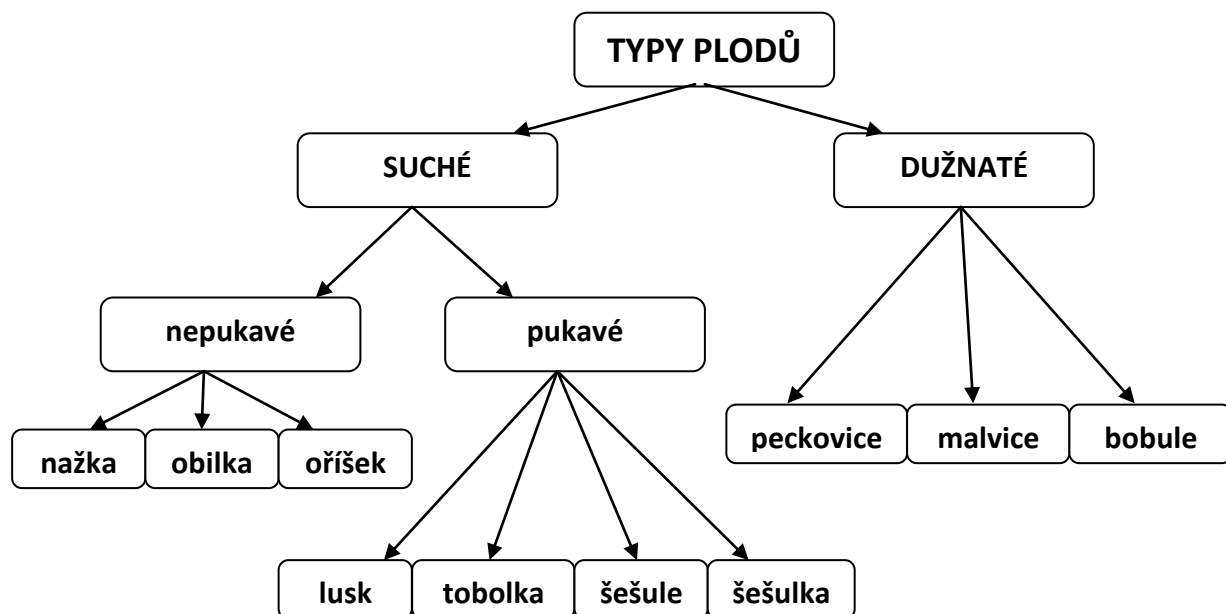 TYPY PLODŮ
SUCHÉ
DUŽNATÉ
nepukavé
pukavé
peckovice
malvice
bobule
nažka
obilka
oříšek
lusk
tobolka
šešule
šešulka